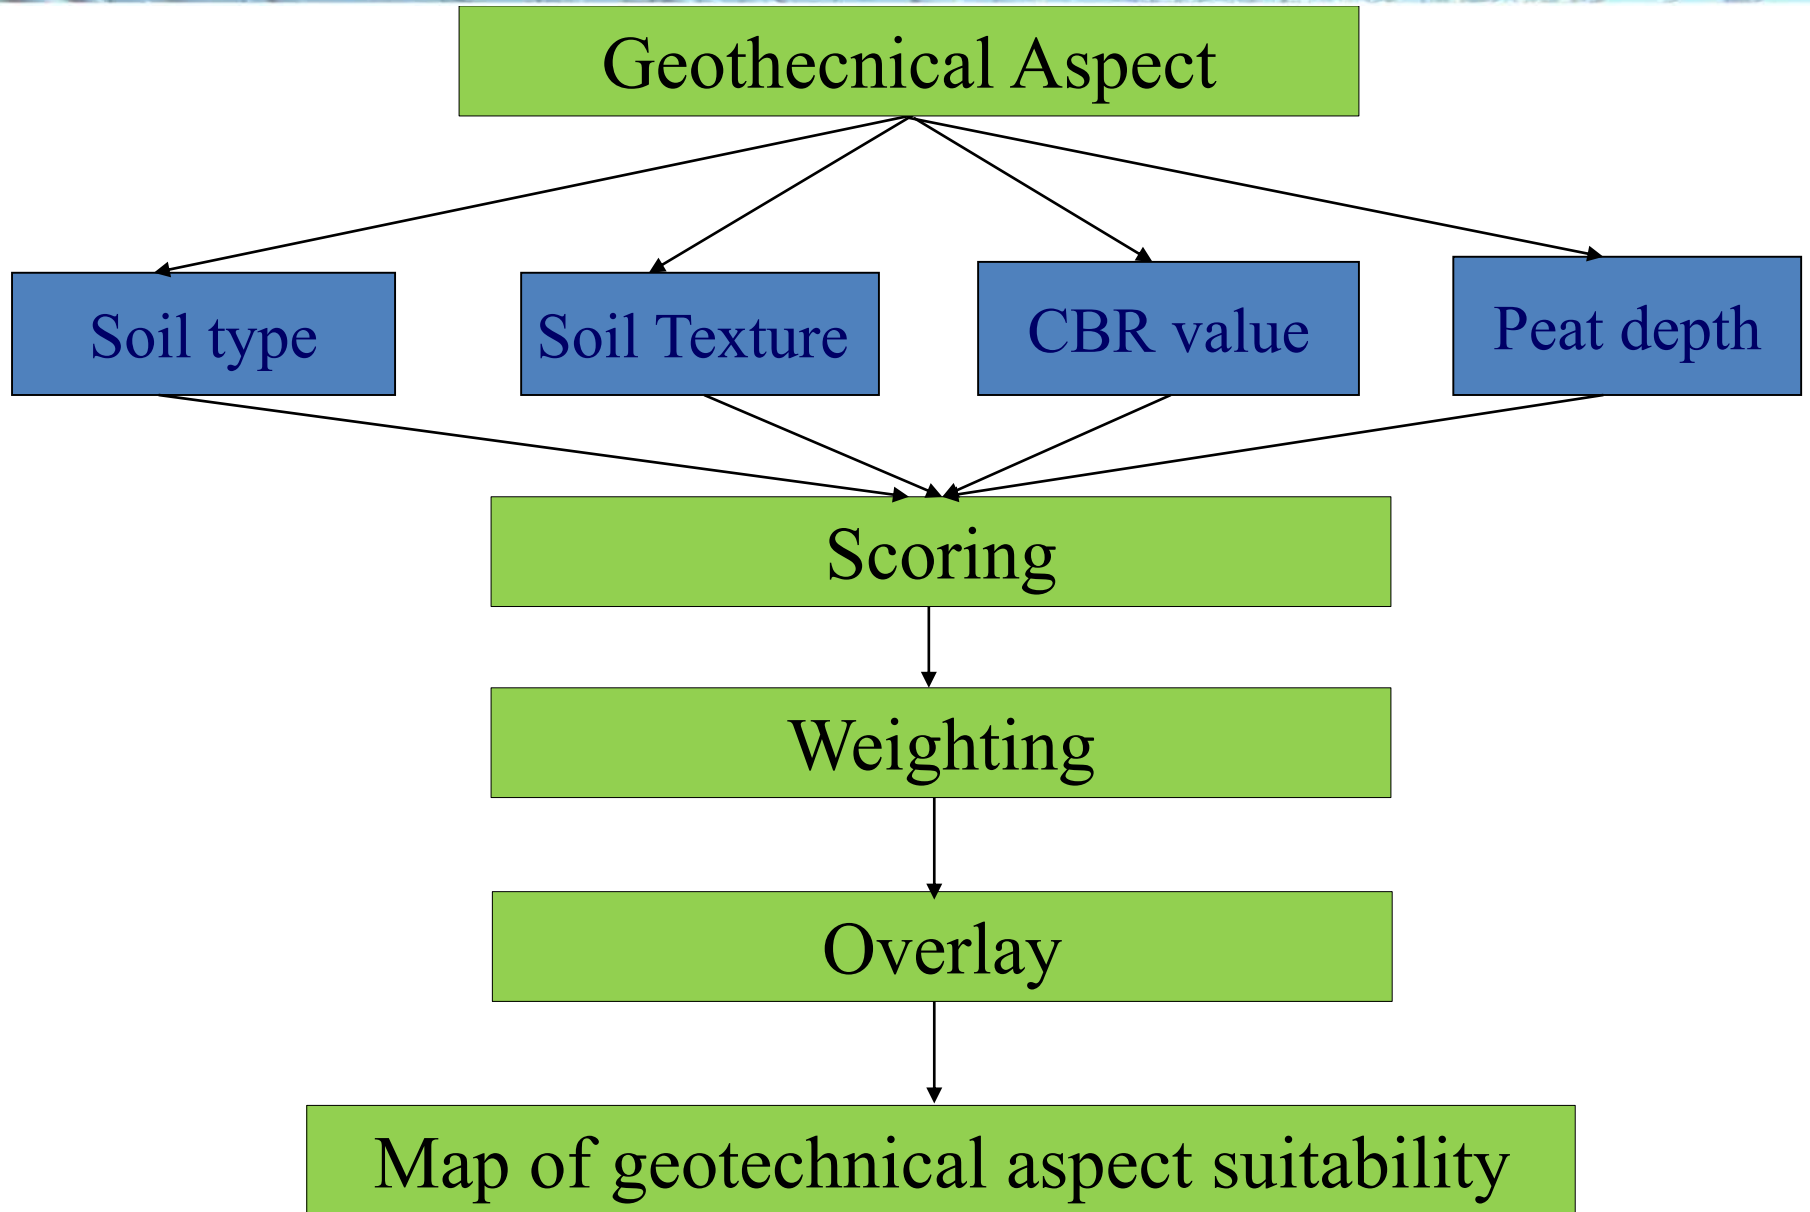 Geothecnical Aspect
Soil type
Soil Texture
CBR value
Peat depth
Scoring
Weighting
Overlay
Map of geotechnical aspect suitability